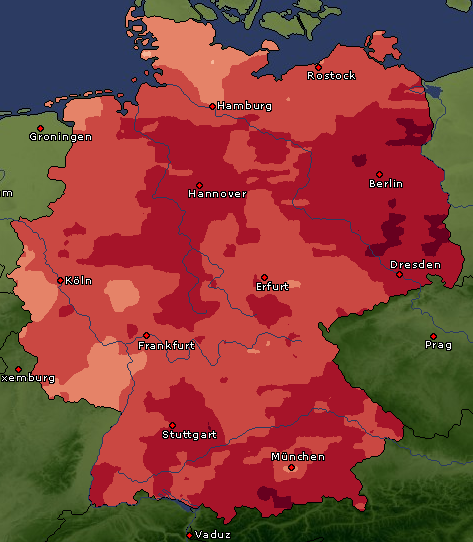 Rostock
Hamburg
Groningen
m
Berlin
Hannover
Dresden
Köln
Erfurt
Frankfurt
Prag
xemburg
Stuttgart
München
Vaduz